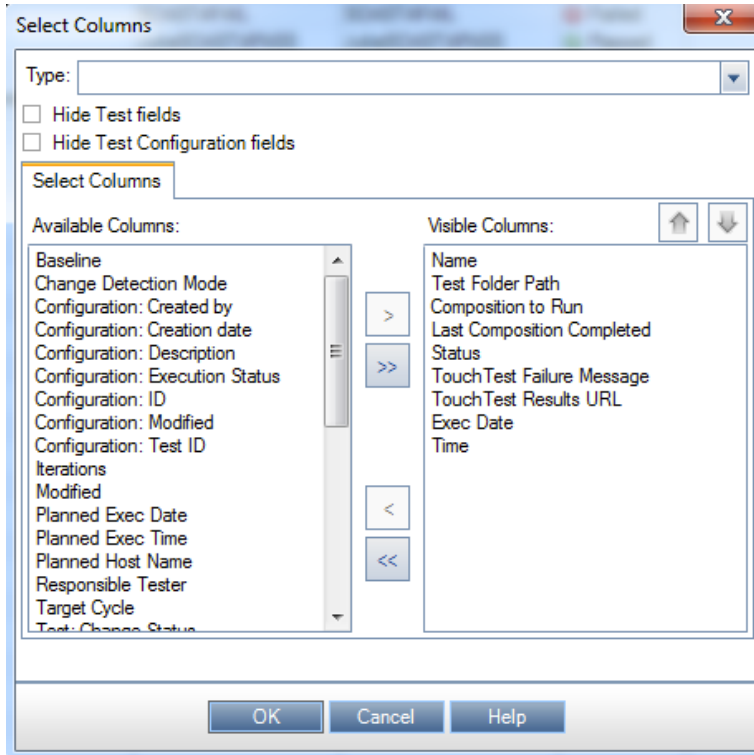 Select Columns
Type:
Hide Test fields
Hide Test Configuration fields
Select Columns
Available Columns:
Visible Columns:
Baseline
Change Detection Mode
Configuration: Created by
Configuration: Creation date
Configuration: Description
Configuration: Execution Status
Configuration: ID
Configuration: Modified
Configuration: Test ID
Iterations
Modified
Planned Exec Date
Planned Exec Time
Planned Host Name
Responsible Tester
Target Cycle
Test: Change Status
>
>>
<
<<
Name
Test Folder Path
Composition to Run
Last Composition Completed
Status
TouchTest Failure Message
TouchTest Results URL
Exec Date
Time
OK
Cancel
Help